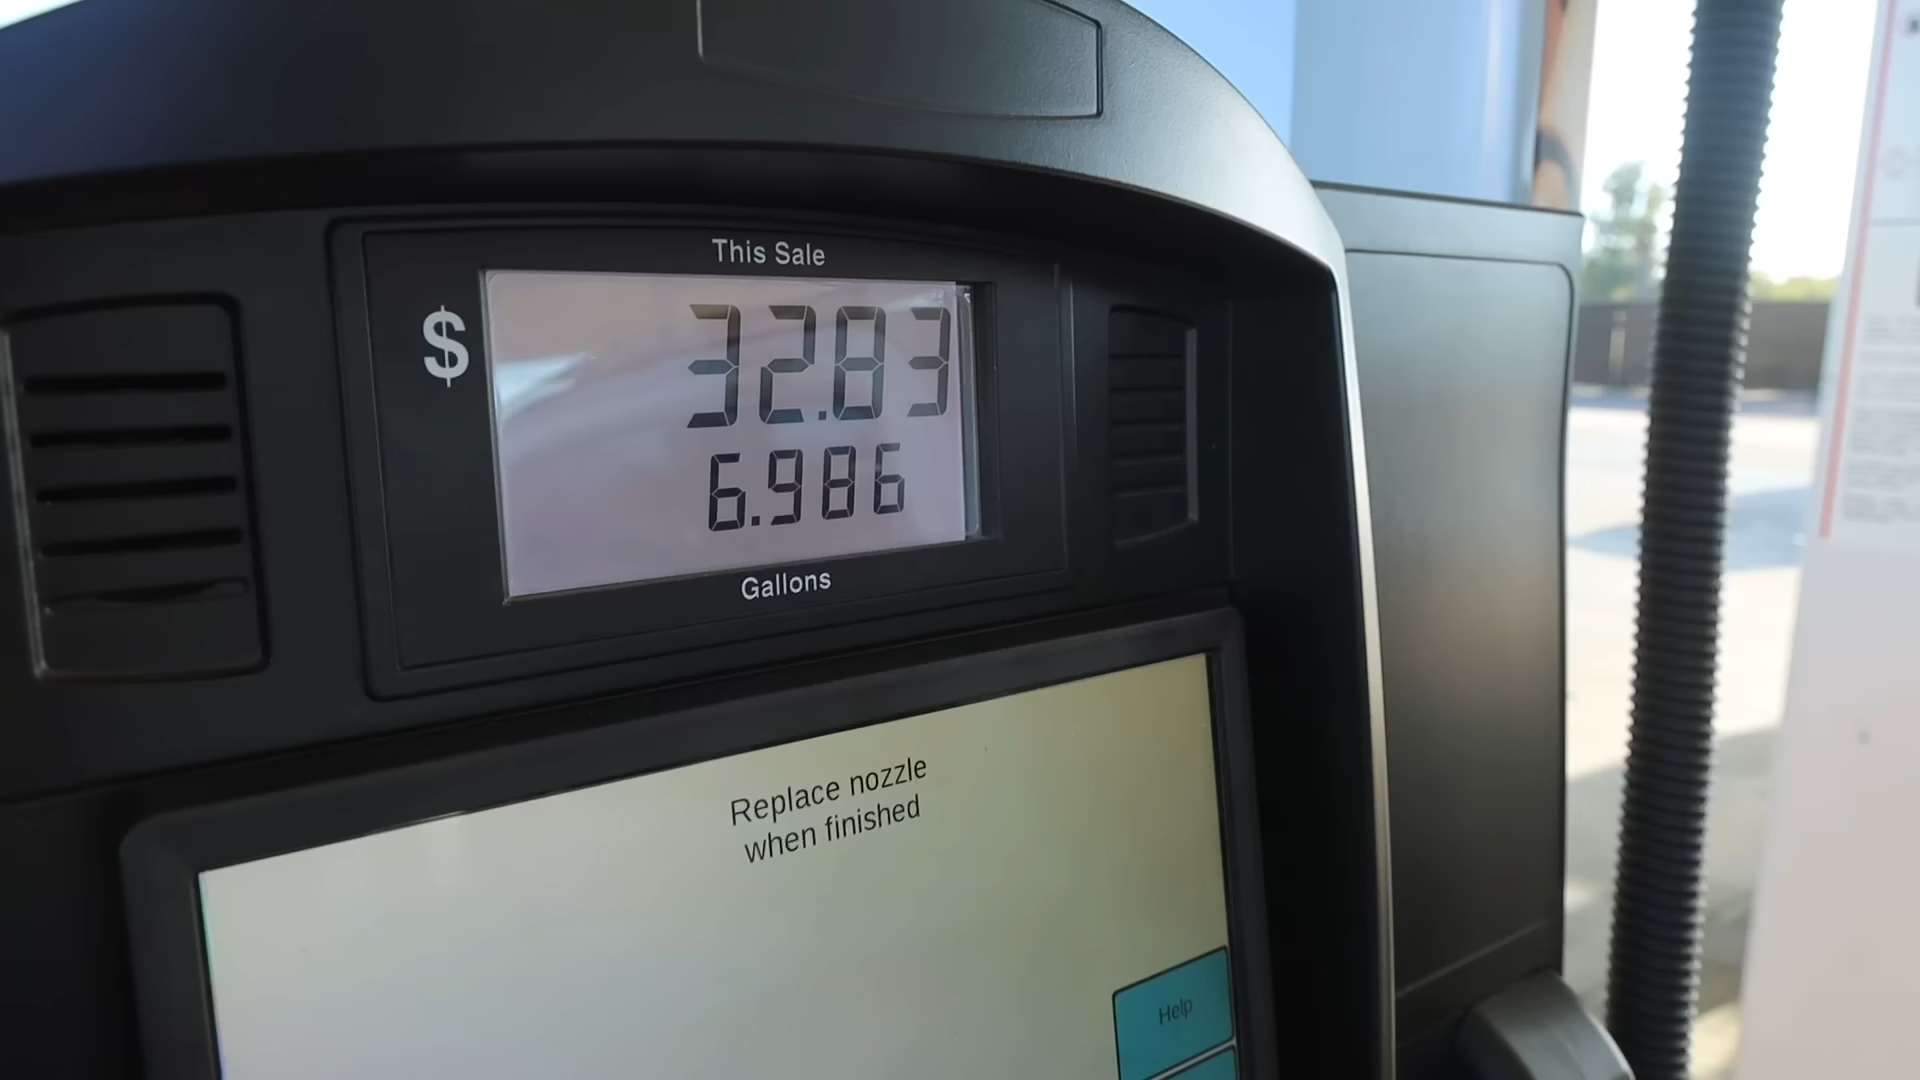 This Sale
$ 32.83
6.986
Gallons
Replace nozzle
when finished
Help